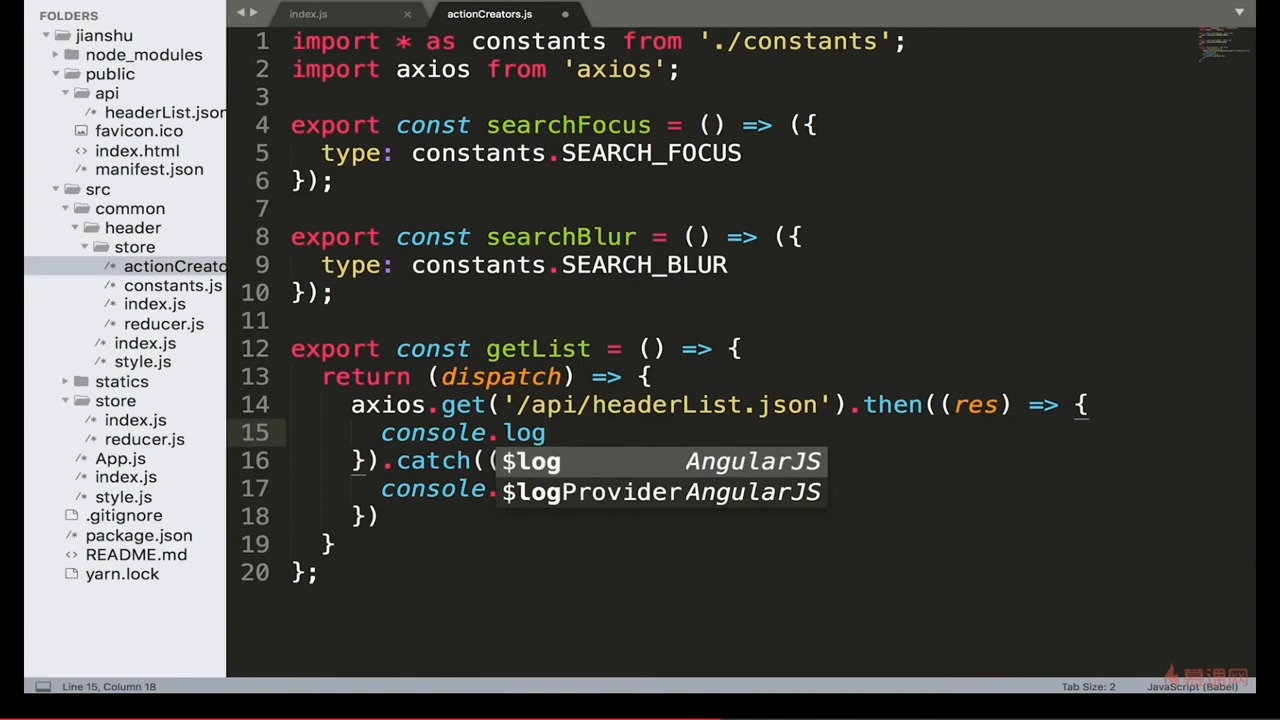 FOLDERS
jianshu
node_modules
public
api
headerList.json
favicon.ico
index.html
manifest.json
src
common
header
store
actionCreato
constants.js
index.js
reducer.js
index.js
style.js
statics
store
index.js
reducer.js
App.js
index.js
style.js
.gitignore
package.json
README.md
yarn.lock
index.js × actionCreators.js
1 import * as constants from './constants';
2 import axios from 'axios';
3
4 export const searchFocus = () => ({
5 type: constants.SEARCH_FOCUS
6 });
7
8 export const searchBlur = () => ({
9 type: constants.SEARCH_BLUR
10 });
11
12 export const getList = () => {
13 return (dispatch) => {
14 axios.get('/api/headerList.json').then((res) => {
15 console.log
16 }).catch((
17 console.
18 })
19 }
20 };
$log AngularJS
$logProvider AngularJS
Line 15, Column 18
Tab Size: 2
JavaScript (Babel)
慕课网